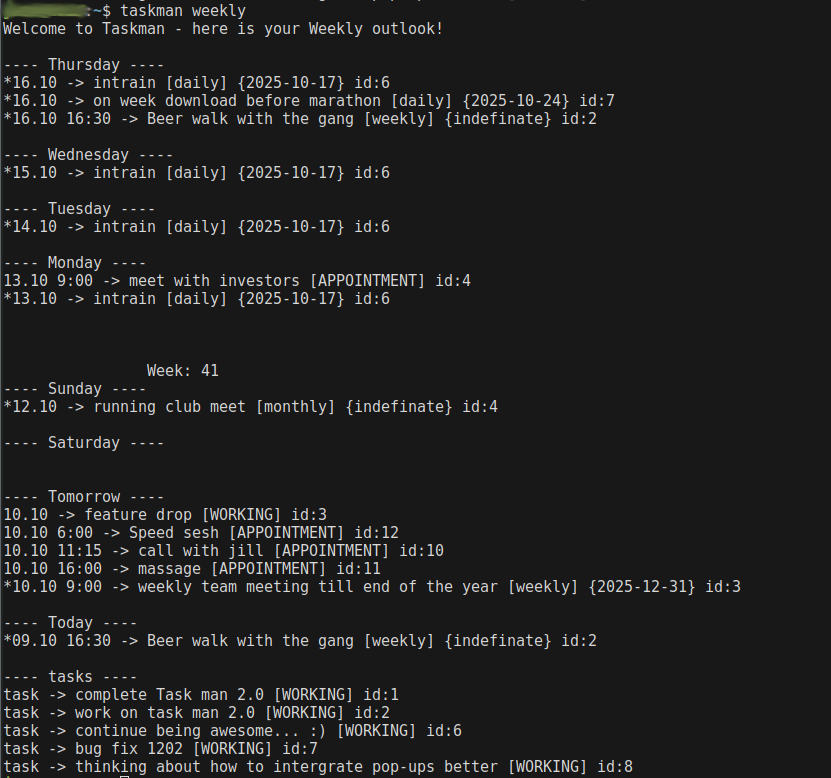 :~$ taskman weekly
Welcome to Taskman - here is your Weekly outlook!
---- Thursday ----
*16.10 -> intrain [daily] {2025-10-17} id:6
*16.10 -> on week download before marathon [daily] {2025-10-24} id:7
*16.10 16:30 -> Beer walk with the gang [weekly] {indefinate} id:2
---- Wednesday ----
*15.10 -> intrain [daily] {2025-10-17} id:6
---- Tuesday ----
*14.10 -> intrain [daily] {2025-10-17} id:6
---- Monday ----
13.10 9:00 -> meet with investors [APPOINTMENT] id:4
*13.10 -> intrain [daily] {2025-10-17} id:6
Week: 41
---- Sunday ----
*12.10 -> running club meet [monthly] {indefinate} id:4
---- Saturday ----
---- Tomorrow ----
10.10 -> feature drop [WORKING] id:3
10.10 6:00 -> Speed sesh [APPOINTMENT] id:12
10.10 11:15 -> call with jill [APPOINTMENT] id:10
10.10 16:00 -> massage [APPOINTMENT] id:11
*10.10 9:00 -> weekly team meeting till end of the year [weekly] {2025-12-31} id:3
---- Today ----
*09.10 16:30 -> Beer walk with the gang [weekly] {indefinate} id:2
---- tasks ----
task -> complete Task man 2.0 [WORKING] id:1
task -> work on task man 2.0 [WORKING] id:2
task -> continue being awesome... :) [WORKING] id:6
task -> bug fix 1202 [WORKING] id:7
task -> thinking about how to intergrate pop-ups better [WORKING] id:8